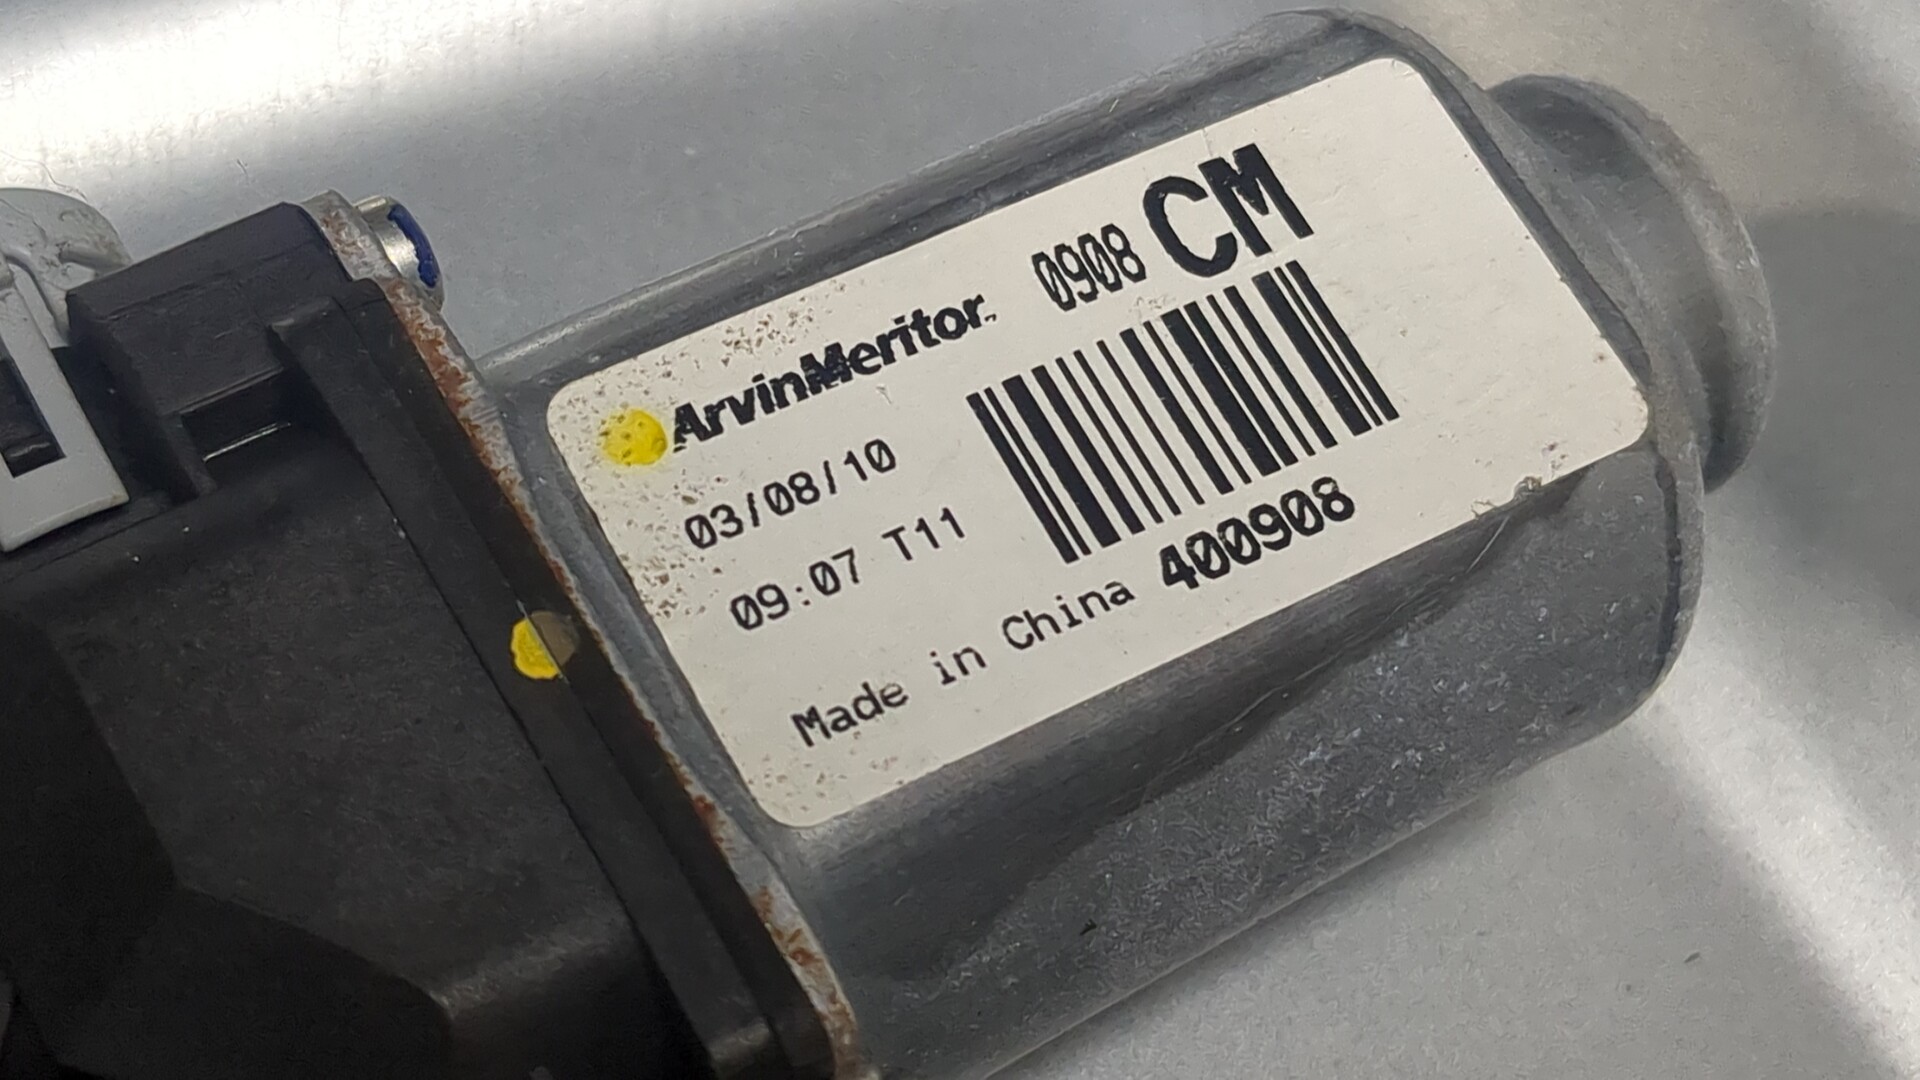 ArvinMeritor 0908 CM
03/08/10
09:07 T11
Made in China 400908